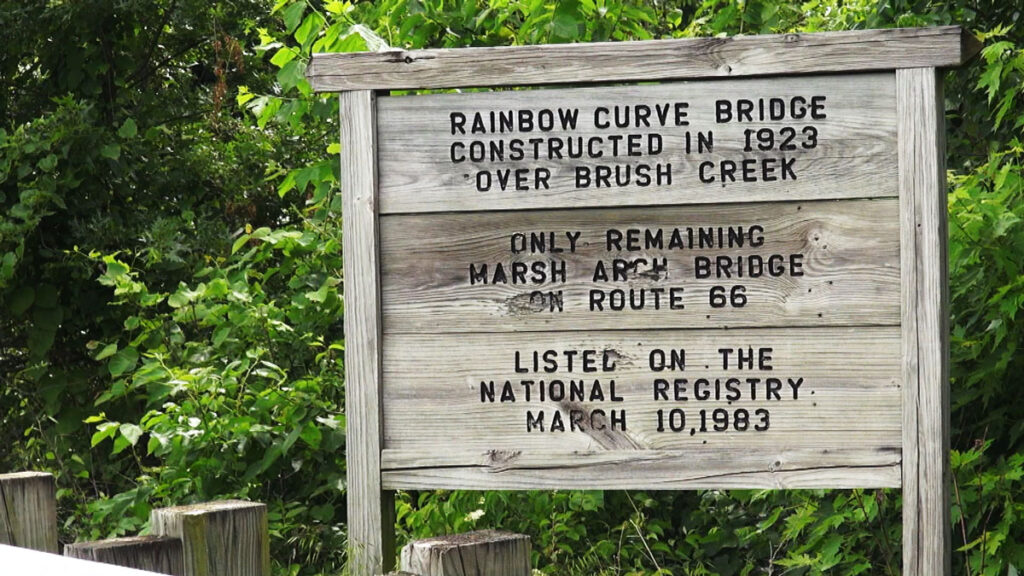 RAINBOW CURVE BRIDGE
CONSTRUCTED IN 1923
OVER BRUSH CREEK
ONLY REMAINING
MARSH ARCH BRIDGE
ON ROUTE 66
LISTED ON THE
NATIONAL REGISTRY
MARCH 10,1983